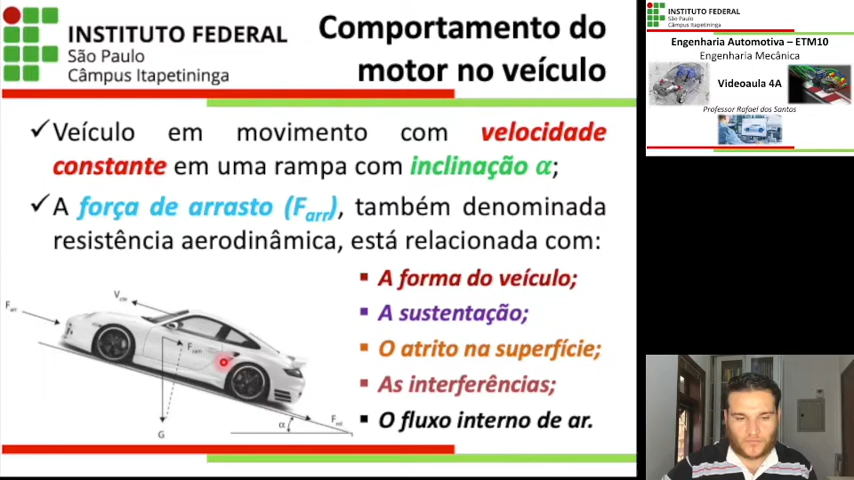 INSTITUTO FEDERAL
São Paulo
Câmpus Itapetininga
Comportamento do
motor no veículo
✓Veículo em movimento com velocidade
constante em uma rampa com inclinação α;
✓A força de arrasto (Farr), também denominada
resistência aerodinâmica, está relacionada com:
▪ A forma do veículo;
▪ A sustentação;
▪ O atrito na superfície;
▪ As interferências;
▪ O fluxo interno de ar.
Farr
G
α
INSTITUTO FEDERAL
São Paulo
Câmpus Itapetininga
Engenharia Automotiva – ETM10
Engenharia Mecânica
Videoaula 4A
Professor Rafael dos Santos